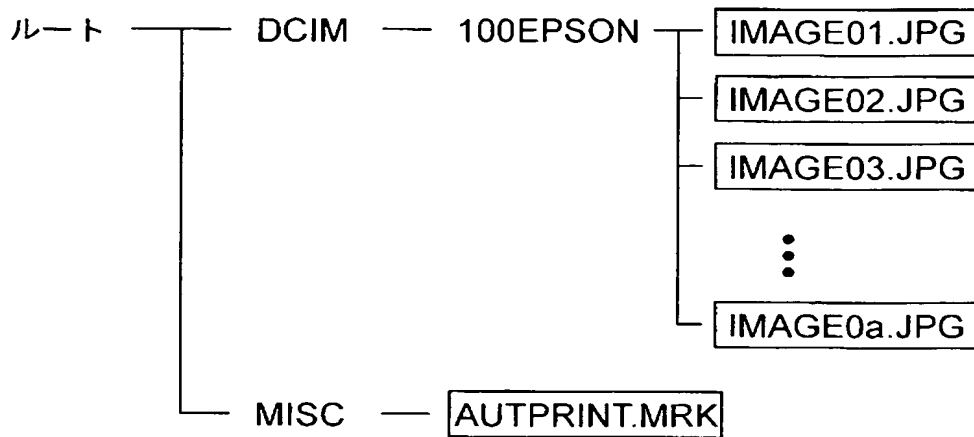 ルート DCIM 100EPSON IMAGE01.JPG
IMAGE02.JPG
IMAGE03.JPG
IMAGE0a.JPG
MISC AUTPRINT.MRK